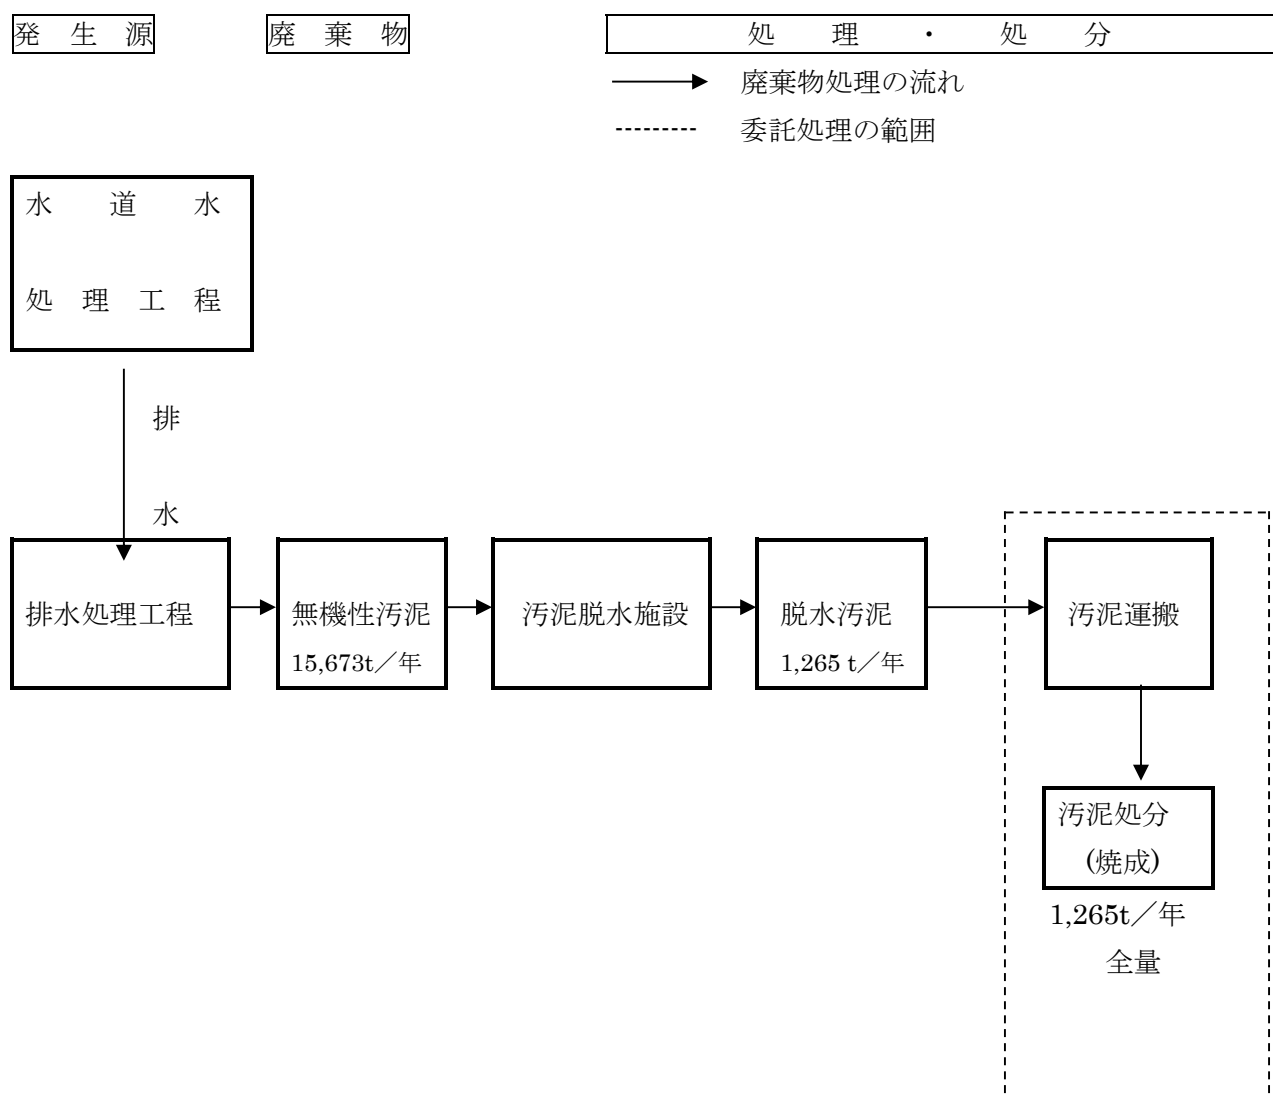 発 生 源
廃 棄 物
処 理 ・ 処 分
廃棄物処理の流れ
委託処理の範囲
水 道 水
処 理 工 程
排
水
排水処理工程
無機性汚泥
15,673t／年
汚泥脱水施設
脱水汚泥
1,265 t／年
汚泥運搬
汚泥処分
(焼成)
1,265t／年
全量